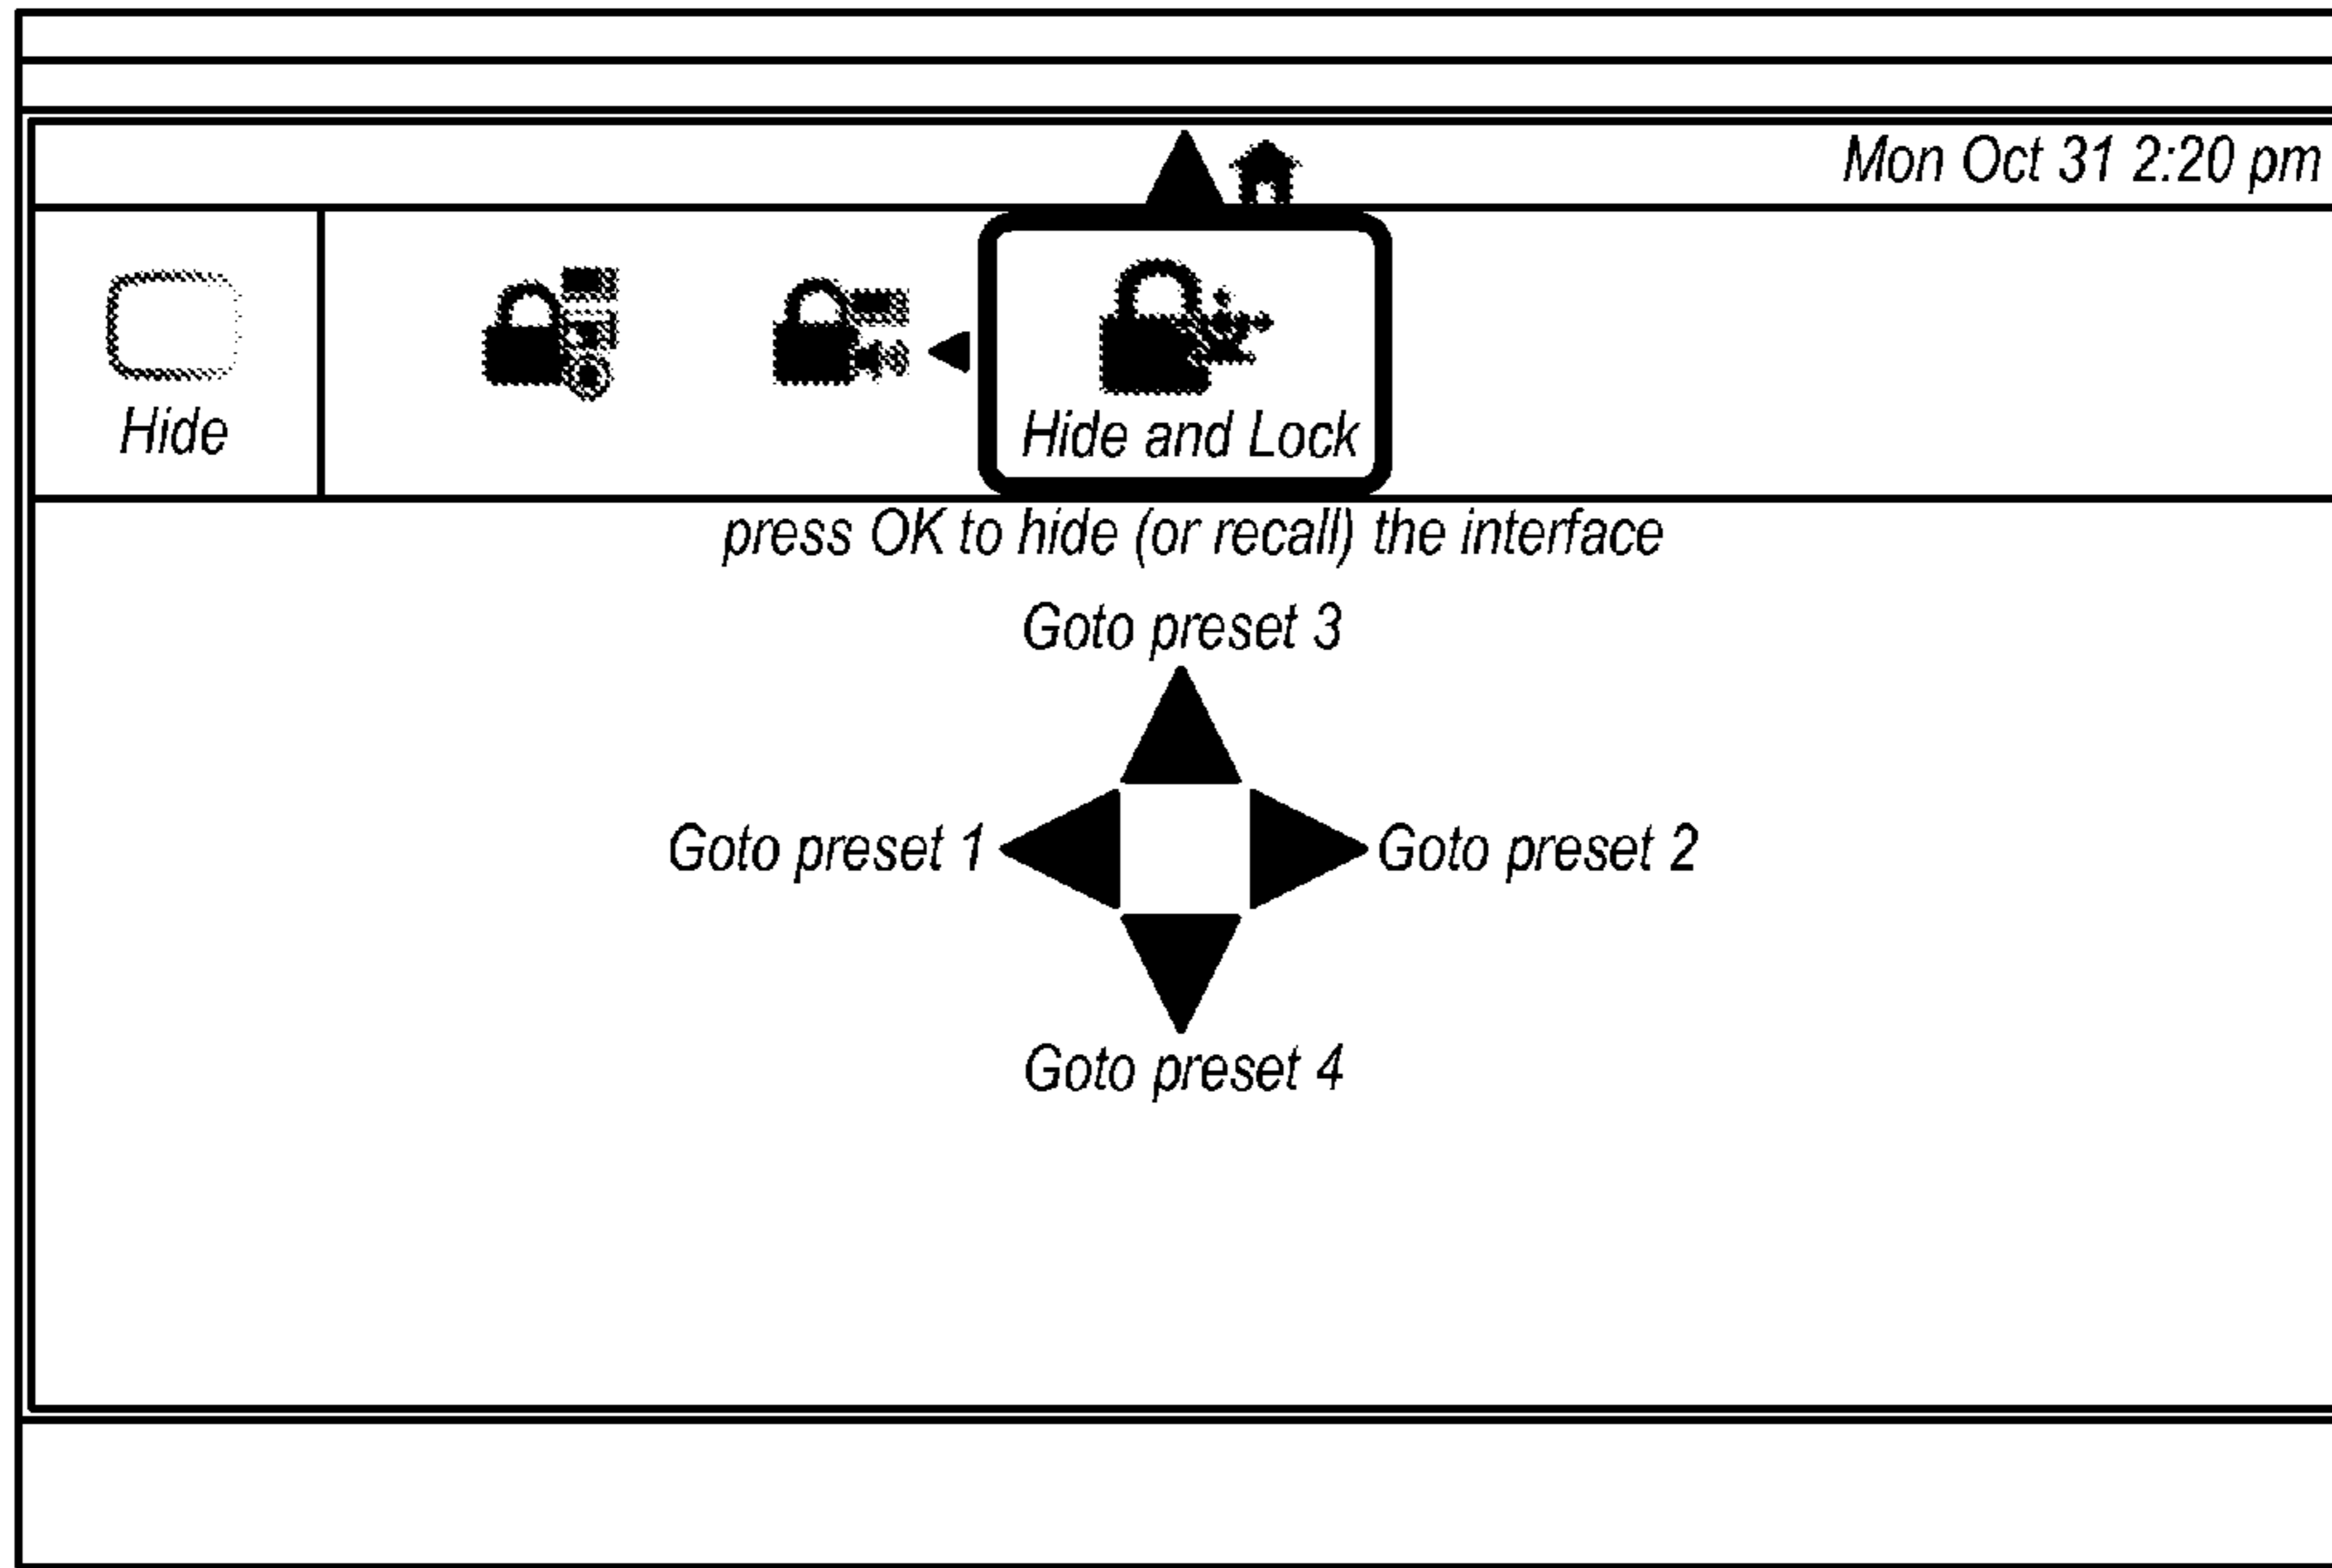 Mon Oct 31 2:20 pm
Hide
Hide and Lock
press OK to hide (or recall) the interface
Goto preset 3
Goto preset 1
Goto preset 2
Goto preset 4